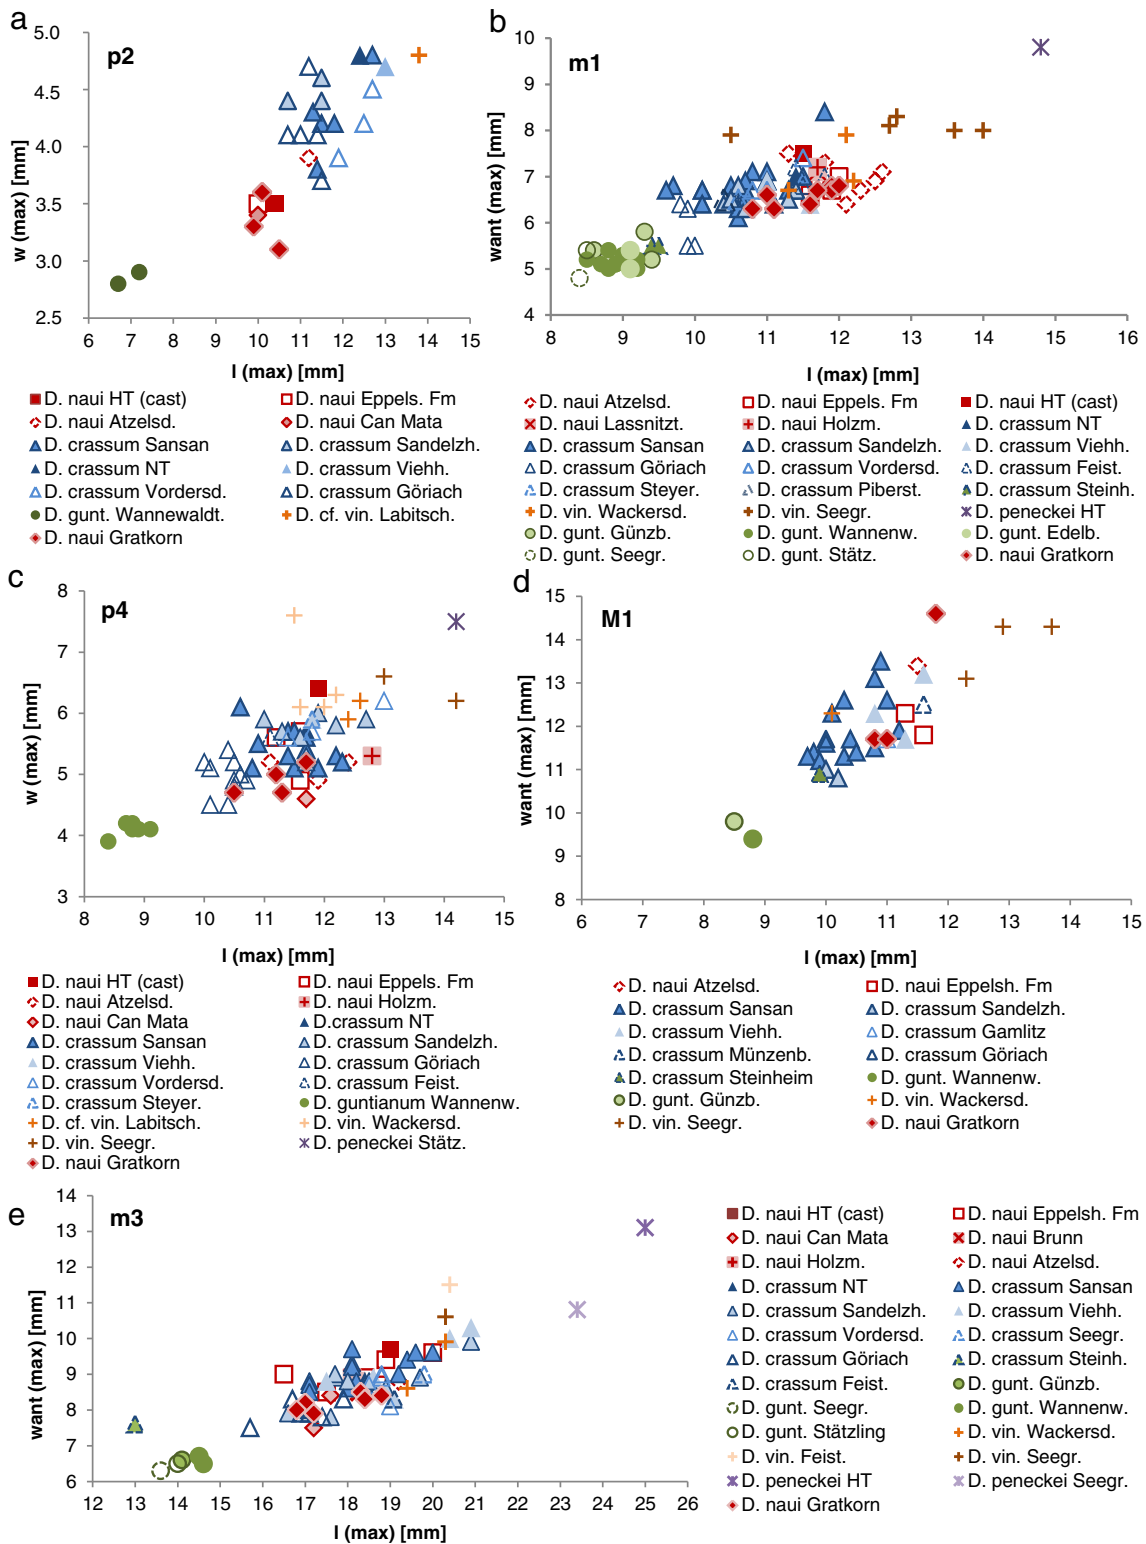 a
p2
w (max) [mm]
5.0
4.5
4.0
3.5
3.0
2.5
6 7 8 9 10 11 12 13 14 15
l (max) [mm]
D. naui HT (cast) D. naui Eppels. Fm
D. naui Atzelsd. D. naui Can Mata
D. crassum Sansan D. crassum Sandelzh.
D. crassum NT D. crassum Viehh.
D. crassum Vordersd. D. crassum Göriach
D. gunt. Wannewaldt. D. cf. vin. Labitsch.
D. naui Gratkorn
b
m1
want (max) [mm]
10
9
8
7
6
5
4
8 9 10 11 12 13 14 15 16
l (max) [mm]
D. naui Atzelsd. D. naui Eppels. Fm D. naui HT (cast)
D. naui Lassnitzt. D. naui Holzm. D. crassum NT
D. crassum Sansan D. crassum Sandelzh. D. crassum Viehh.
D. crassum Göriach D. crassum Vordersd. D. crassum Feist.
D. crassum Steyer. D. crassum Piberst. D. crassum Steinh.
D. vin. Wackersd. D. vin. Seegr. D. peneckei HT
D. gunt. Günzb. D. gunt. Wannenw. D. gunt. Edelb.
D. gunt. Seegr. D. gunt. Stätz. D. naui Gratkorn
c
p4
w (max) [mm]
8
7
6
5
4
3
8 9 10 11 12 13 14 15
l (max) [mm]
D. naui HT (cast) D. naui Eppels. Fm
D. naui Atzelsd. D. naui Holzm.
D. naui Can Mata D.crassum NT
D. crassum Sansan D. crassum Sandelzh.
D. crassum Viehh. D. crassum Göriach
D. crassum Vordersd. D. crassum Feist.
D. crassum Steyer. D. guntianum Wannenw.
D. cf. vin. Labitsch. D. vin. Wackersd.
D. vin. Seegr. D. peneckei Stätz.
D. naui Gratkorn
d
M1
want (max) [mm]
15
14
13
12
11
10
9
8
6 7 8 9 10 11 12 13 14 15
l (max) [mm]
D. naui Atzelsd. D. naui Eppelsh. Fm
D. crassum Sansan D. crassum Sandelzh.
D. crassum Viehh. D. crassum Gamlitz
D. crassum Münzenb. D. crassum Göriach
D. crassum Steinheim D. gunt. Wannenw.
D. gunt. Günzb. D. vin. Wackersd.
D. vin. Seegr. D. naui Gratkorn
e
m3
want (max) [mm]
14
13
12
11
10
9
8
7
6
12 13 14 15 16 17 18 19 20 21 22 23 24 25 26
l (max) [mm]
D. naui HT (cast) D. naui Eppelsh. Fm
D. naui Can Mata D. naui Brunn
D. naui Holzm. D. naui Atzelsd.
D. crassum NT D. crassum Sansan
D. crassum Sandelzh. D. crassum Viehh.
D. crassum Vordersd. D. crassum Seegr.
D. crassum Göriach D. crassum Steinh.
D. crassum Feist. D. gunt. Günzb.
D. gunt. Seegr. D. gunt. Wannenw.
D. gunt. Stätzling D. vin. Wackersd.
D. vin. Feist. D. vin. Seegr.
D. peneckei HT D. peneckei Seegr.
D. naui Gratkorn